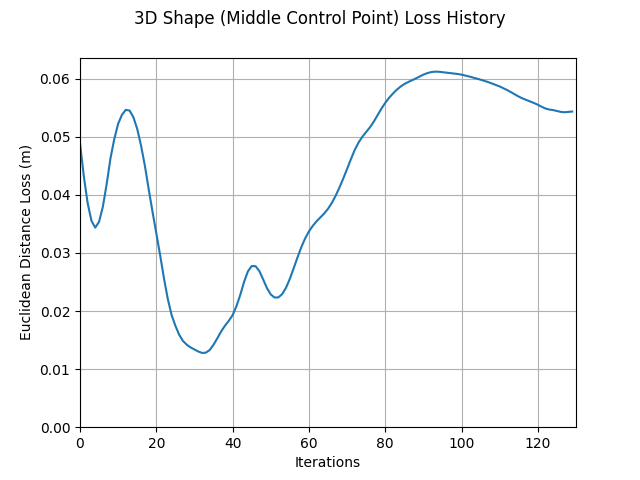 3D Shape (Middle Control Point) Loss History
Euclidean Distance Loss (m)
0.06
0.05
0.04
0.03
0.02
0.01
0.00
0 20 40 60 80 100 120
Iterations